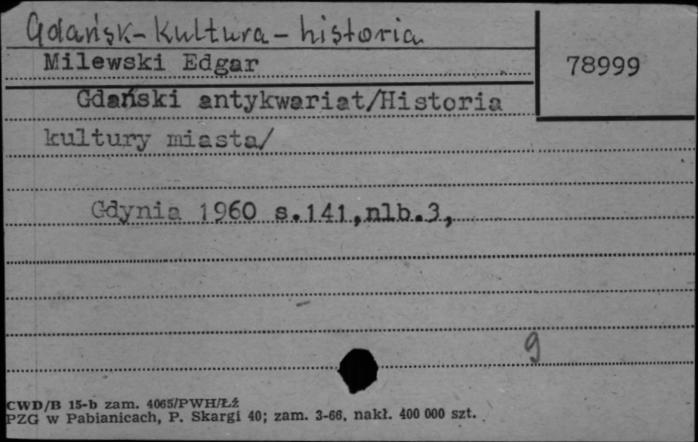 Gdańsk - kultura - historia
Milewski Edgar
78999
Gdański antykwariat/Historia
kultury miasta/
Gdynia 1960 s.141,nlb.3,
9
CWD/B 15-b zam. 4065/PWH/Łź
PZG w Pabianicach, P. Skargi 40; zam. 3-66, nakł. 400 000 szt.